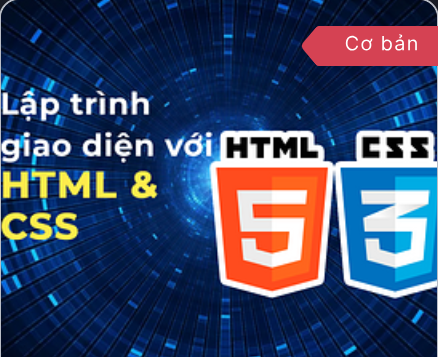 Cơ bản
Lập trình
giao diện với
HTML &
CSS
HTML
5
CSS
3